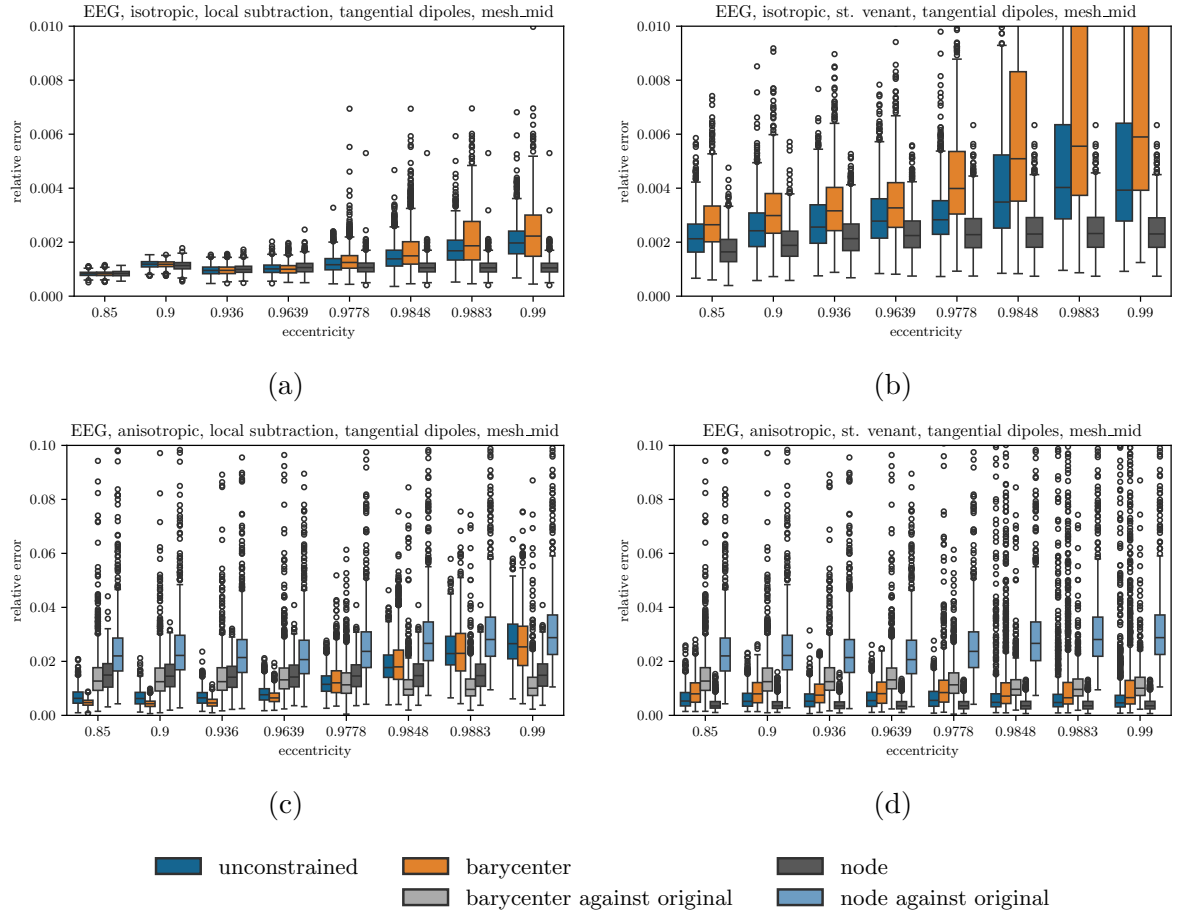 EEG, isotropic, local subtraction, tangential dipoles, mesh_mid
0.010
0.008
0.006
0.004
0.002
0.000
relative error
0.85 0.9 0.936 0.9639 0.9778 0.9848 0.9883 0.99
eccentricity
(a)
EEG, isotropic, st. venant, tangential dipoles, mesh_mid
0.010
0.008
0.006
0.004
0.002
0.000
relative error
0.85 0.9 0.936 0.9639 0.9778 0.9848 0.9883 0.99
eccentricity
(b)
EEG, anisotropic, local subtraction, tangential dipoles, mesh_mid
0.10
0.08
0.06
0.04
0.02
0.00
relative error
0.85 0.9 0.936 0.9639 0.9778 0.9848 0.9883 0.99
eccentricity
(c)
EEG, anisotropic, st. venant, tangential dipoles, mesh_mid
0.10
0.08
0.06
0.04
0.02
0.00
relative error
0.85 0.9 0.936 0.9639 0.9778 0.9848 0.9883 0.99
eccentricity
(d)
unconstrained
barycenter
node
barycenter against original
node against original